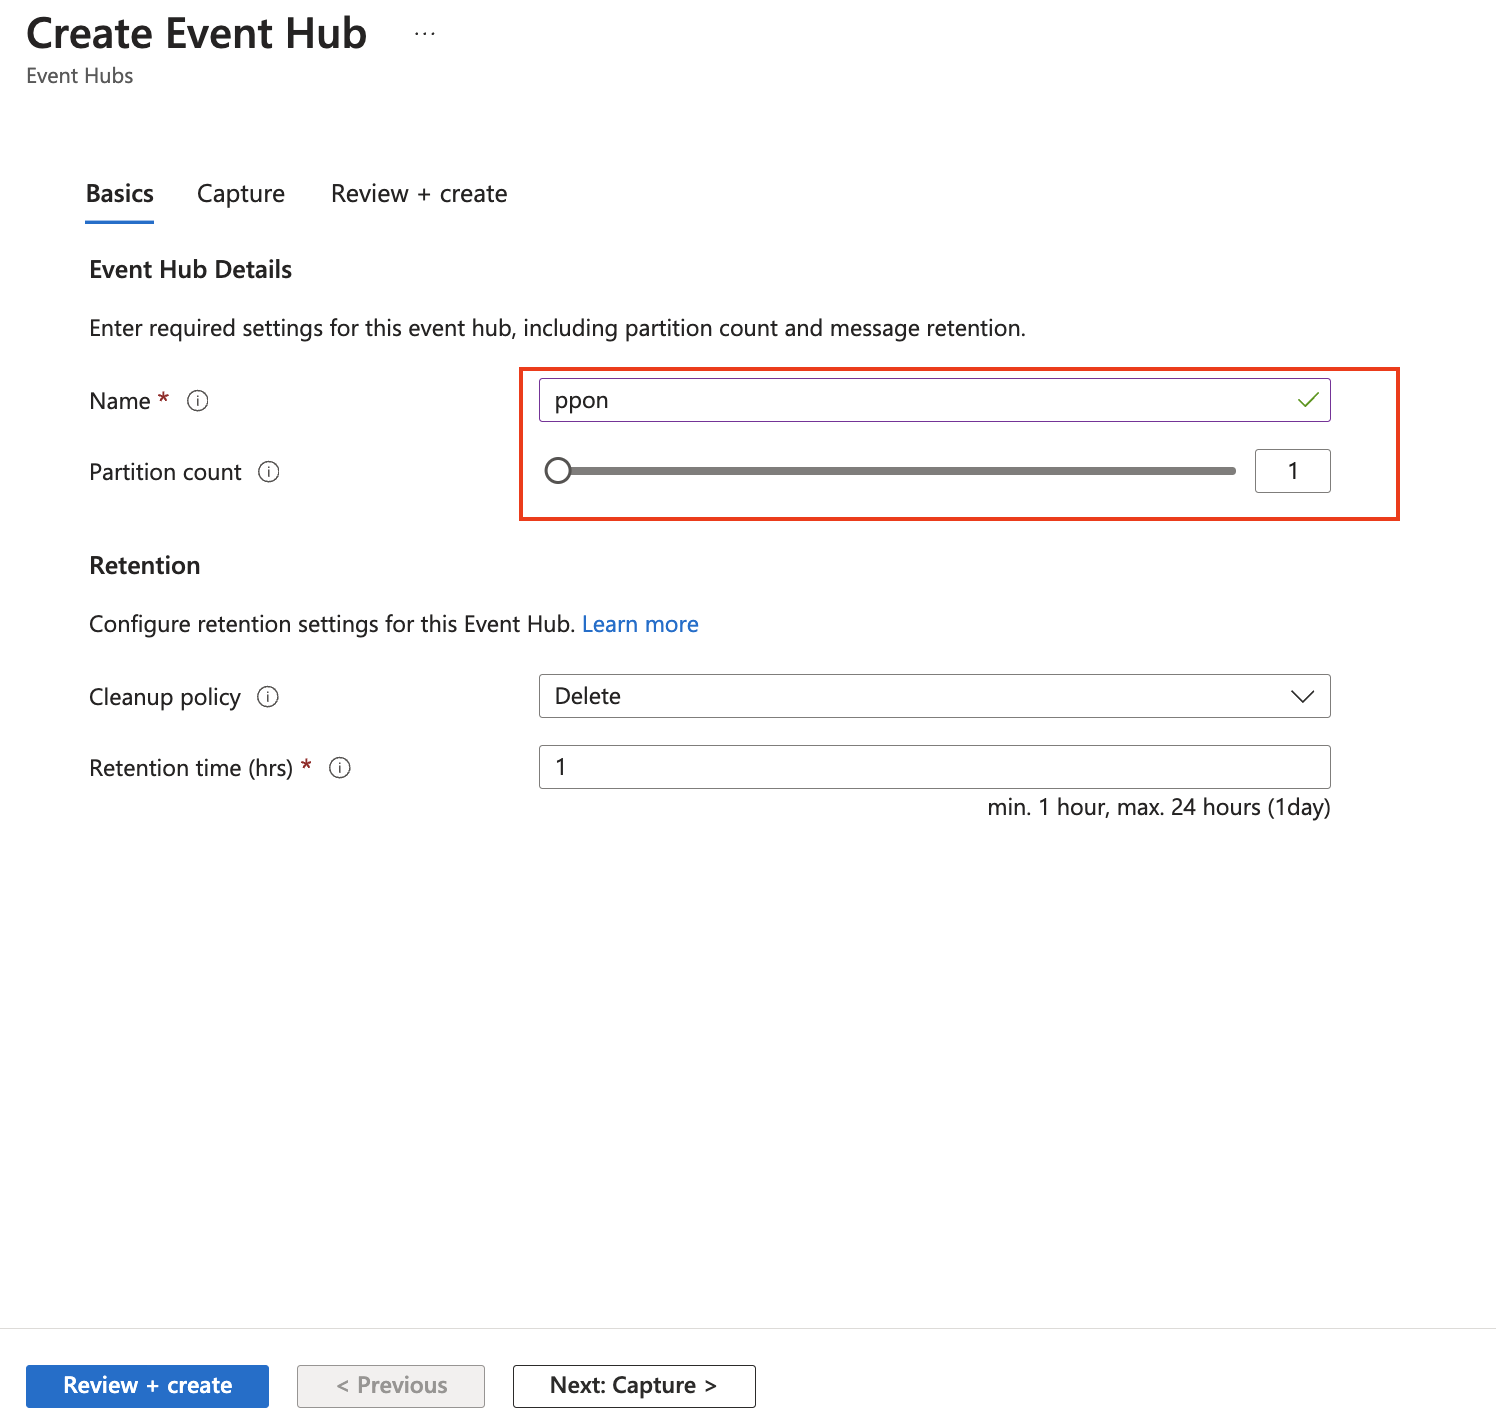 Create Event Hub ...
Event Hubs
Basics Capture Review + create
Event Hub Details
Enter required settings for this event hub, including partition count and message retention.
Name * ppon
Partition count 1
Retention
Configure retention settings for this Event Hub. Learn more
Cleanup policy Delete
Retention time (hrs) * 1
min. 1 hour, max. 24 hours (1day)
Review + create < Previous Next: Capture >